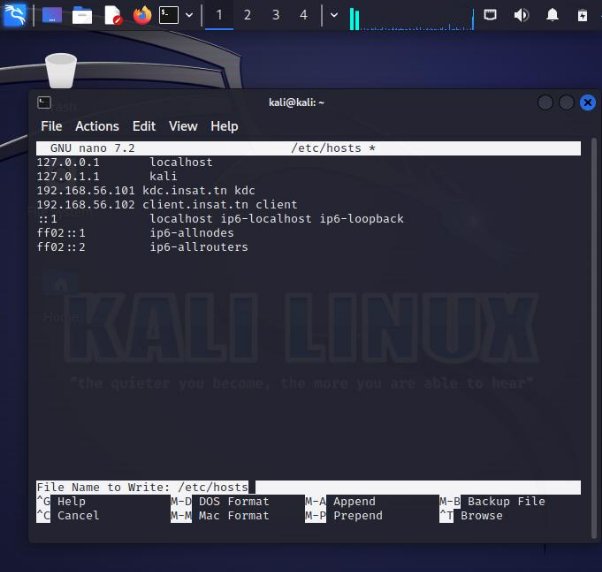 1 2 3 4
kali@kali: ~
File Actions Edit View Help
GNU nano 7.2 /etc/hosts *
127.0.0.1 localhost
127.0.1.1 kali
192.168.56.101 kdc.insat.tn kdc
192.168.56.102 client.insat.tn client
::1 localhost ip6-localhost ip6-loopback
ff02::1 ip6-allnodes
ff02::2 ip6-allrouters
Home
KALI LINUX
"the quieter you become, the more you are able to hear"
File Name to Write: /etc/hosts
^G Help M-D DOS Format M-A Append M-B Backup File
^C Cancel M-M Mac Format M-P Prepend ^T Browse